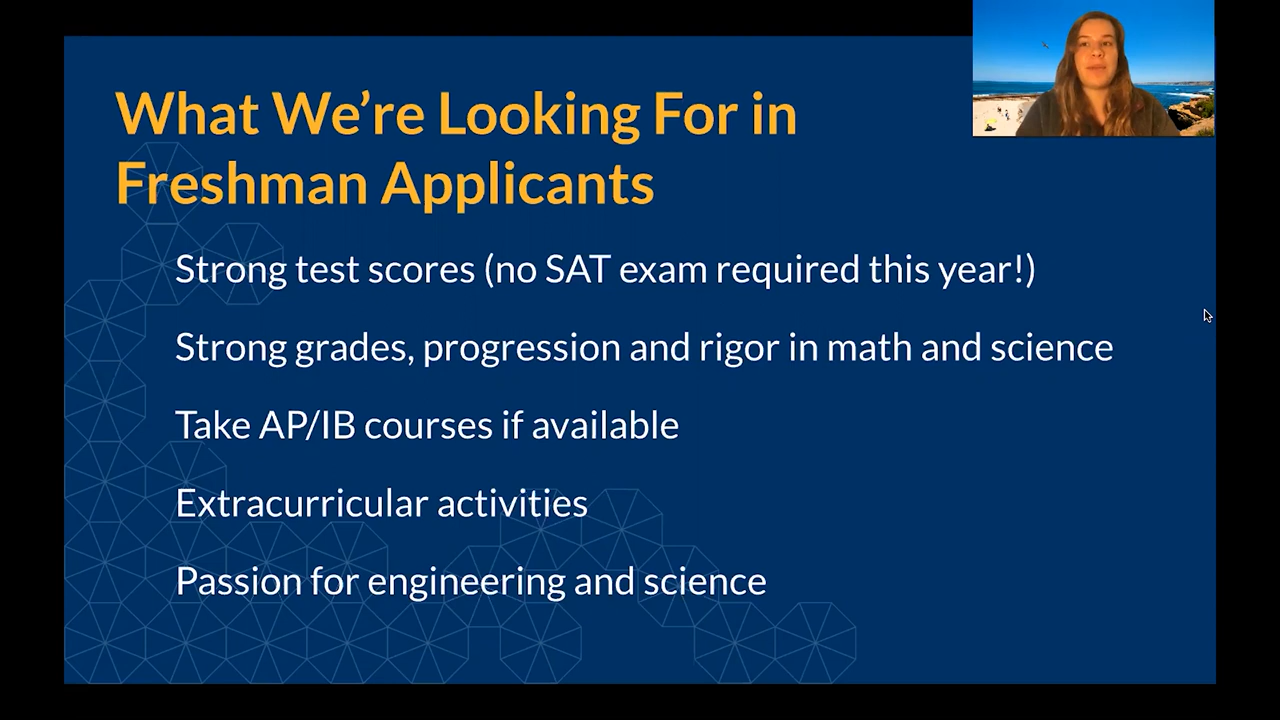 What We’re Looking For in
Freshman Applicants
Strong test scores (no SAT exam required this year!)
Strong grades, progression and rigor in math and science
Take AP/IB courses if available
Extracurricular activities
Passion for engineering and science